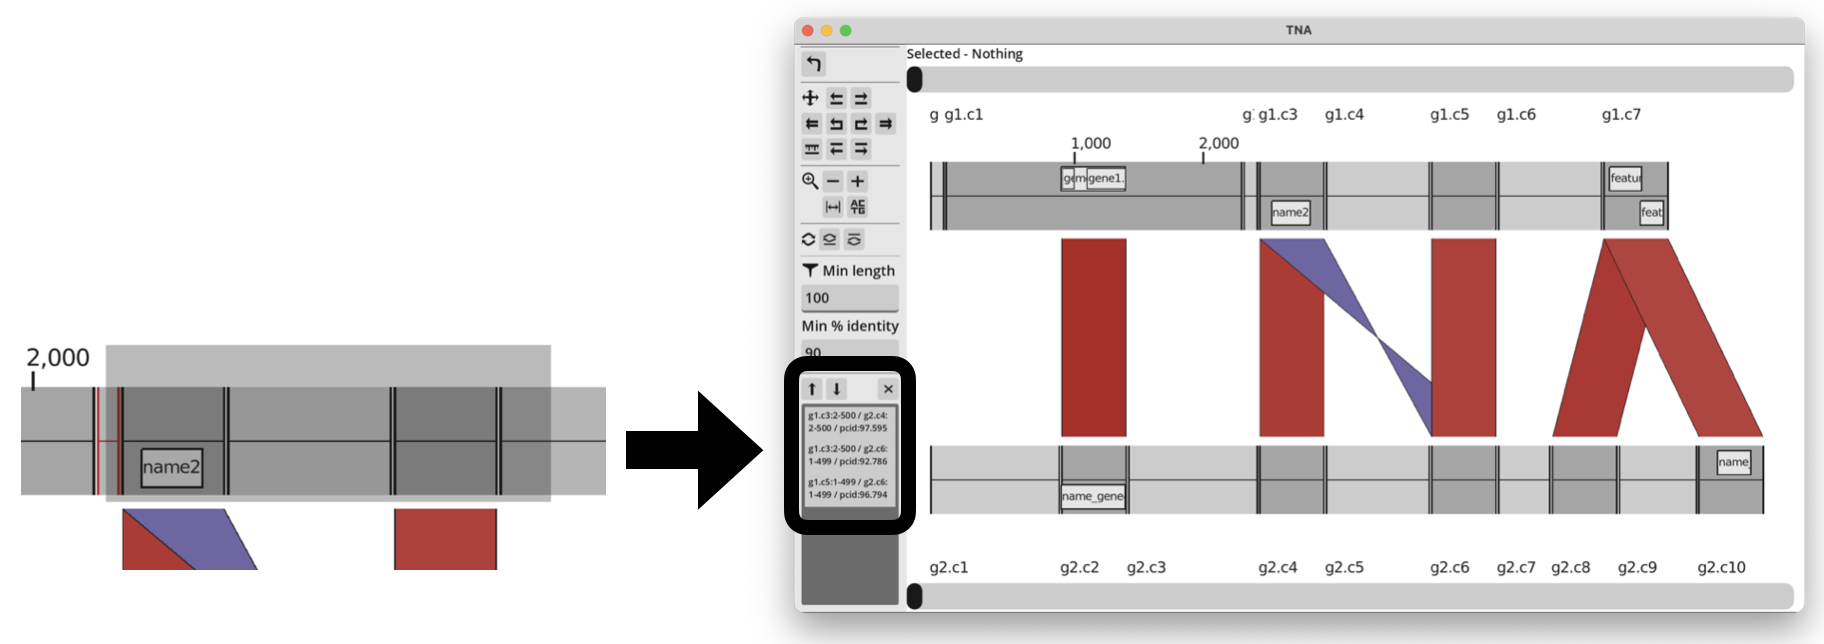 2,000
name2
TNA
Selected - Nothing
Min length
100
Min % identity
90
g1.c3:2-500 / g2.c4:
2-500 / pcid:97.595
g1.c3:2-500 / g2.c6:
1-499 / pcid:92.786
g1.c5:1-499 / g2.c6:
1-499 / pcid:96.794
g g1.c1 g g1.c3 g1.c4 g1.c5 g1.c6 g1.c7
1,000 2,000
gem gene1. featur
name2 feat
name
name_gene
g2.c1 g2.c2 g2.c3 g2.c4 g2.c5 g2.c6 g2.c7 g2.c8 g2.c9 g2.c10